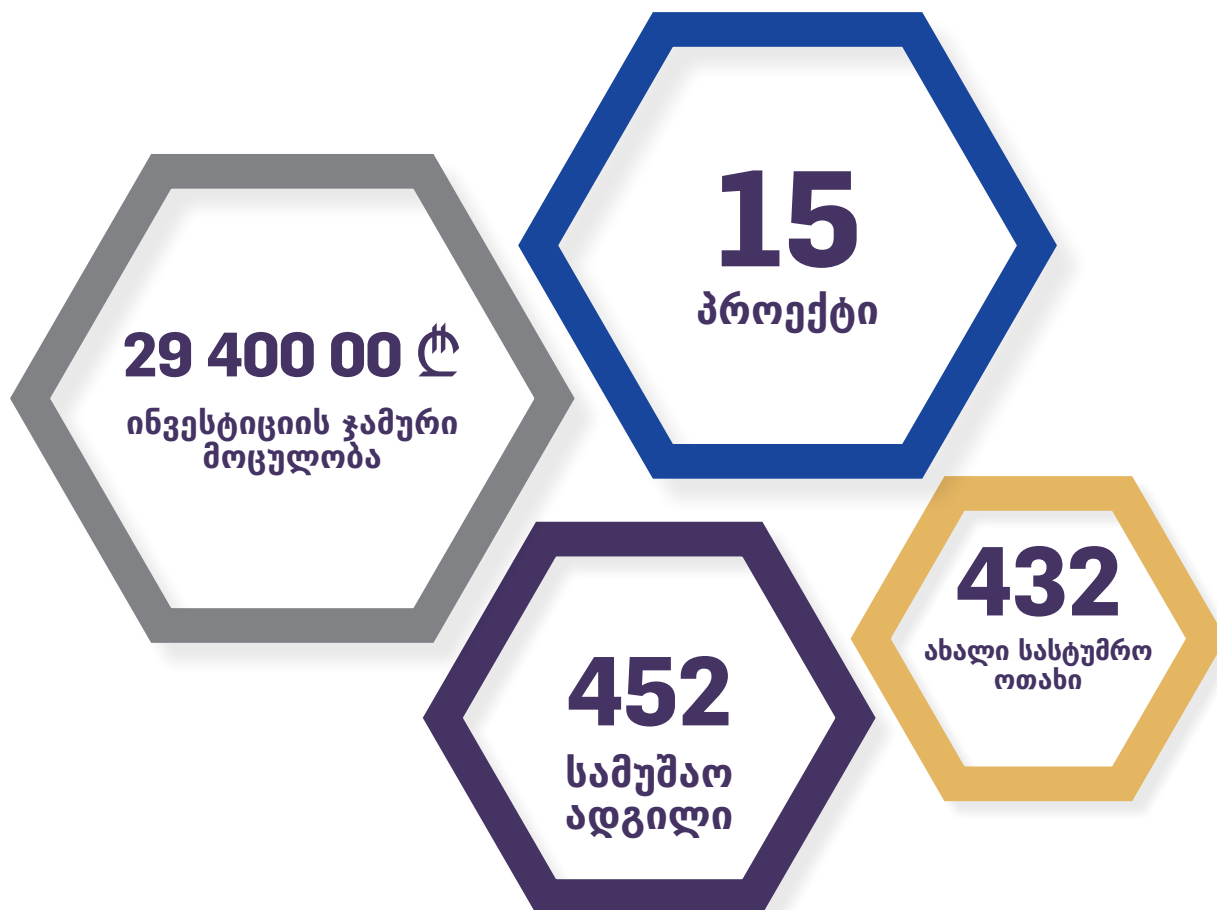 15
პროექტი
29 400 00 ₾
ინვესტიციის ჯამური
მოცულობა
432
ახალი სასტუმრო
ოთახი
452
სამუშაო
ადგილი